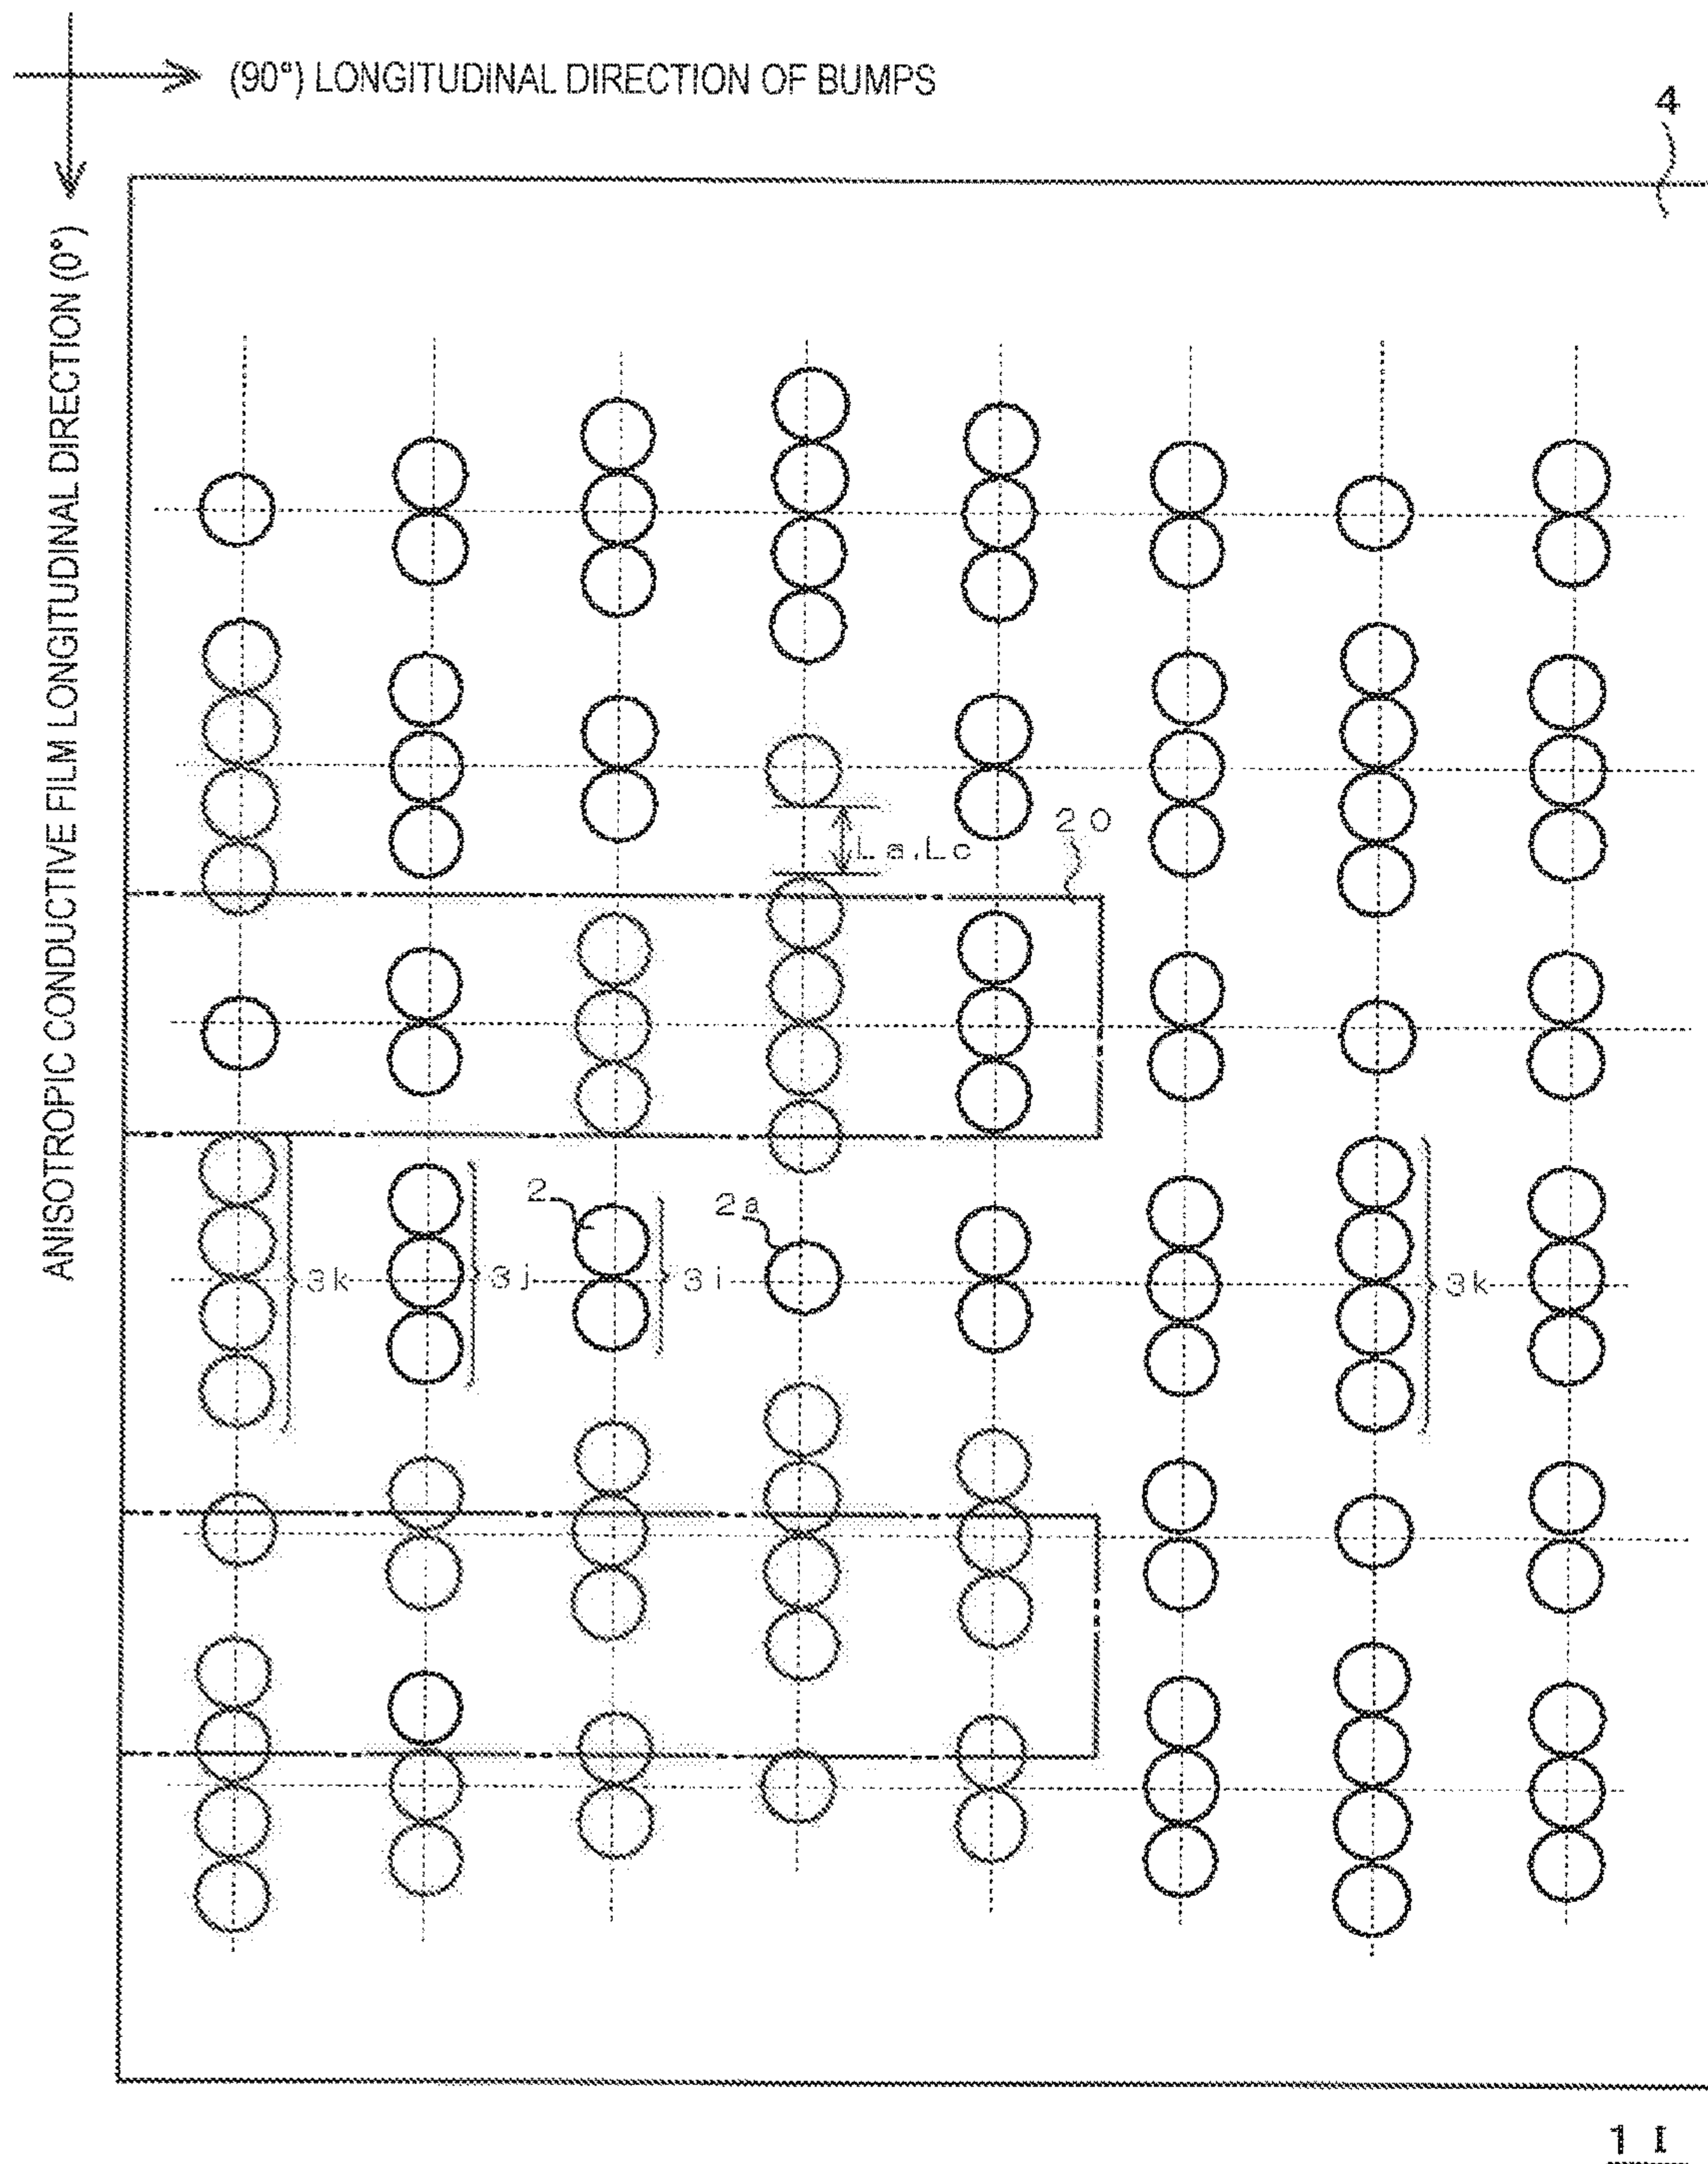 (90°) LONGITUDINAL DIRECTION OF BUMPS
4
ANISOTROPIC CONDUCTIVE FILM LONGITUDINAL DIRECTION (0°)
La,Lc
20
2
2a
3k
3j
3i
3k
1I